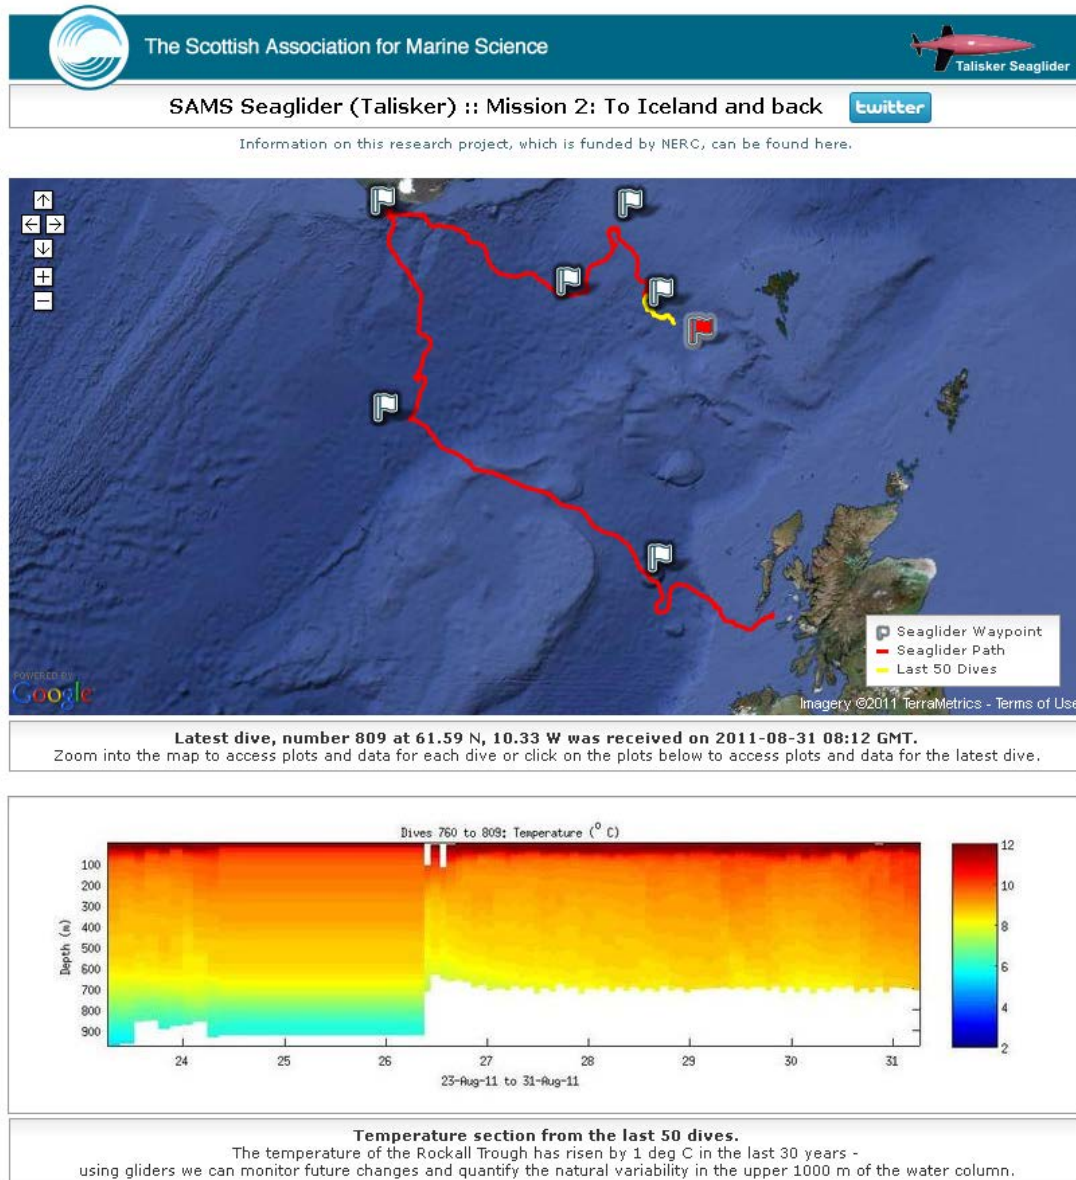 The Scottish Association for Marine Science
Talisker Seaglider
SAMS Seaglider (Talisker) :: Mission 2: To Iceland and back
twitter
Information on this research project, which is funded by NERC, can be found here.
Seaglider Waypoint
Seaglider Path
Last 50 Dives
POWERED BY
Google
Imagery ©2011 TerraMetrics - Terms of Use
Latest dive, number 809 at 61.59 N, 10.33 W was received on 2011-08-31 08:12 GMT.
Zoom into the map to access plots and data for each dive or click on the plots below to access plots and data for the latest dive.
Dives 760 to 809: Temperature (° C)
Depth (m)
100
200
300
400
500
600
700
800
900
24 25 26 27 28 29 30 31
23-Aug-11 to 31-Aug-11
12
10
8
6
4
2
Temperature section from the last 50 dives.
The temperature of the Rockall Trough has risen by 1 deg C in the last 30 years -
using gliders we can monitor future changes and quantify the natural variability in the upper 1000 m of the water column.